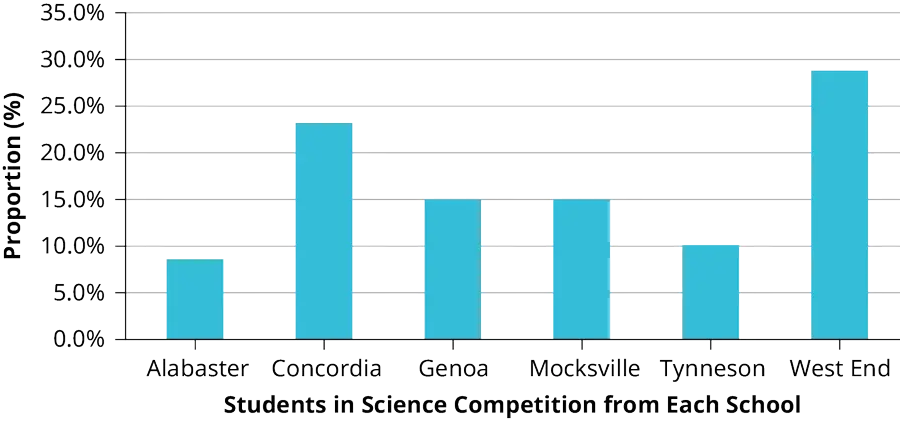 35.0%
30.0%
25.0%
20.0%
15.0%
10.0%
5.0%
0.0%
Proportion (%)
Alabaster Concordia Genoa Mocksville Tynneson West End
Students in Science Competition from Each School